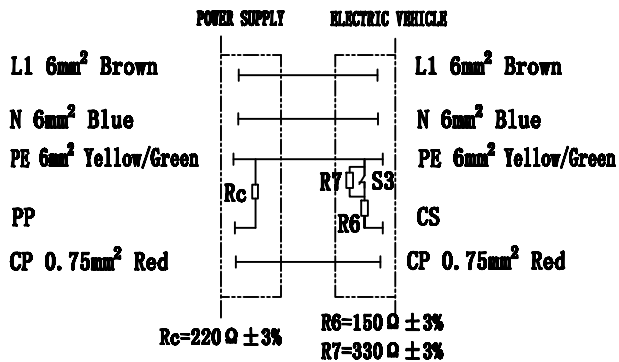 POWER SUPPLY ELECTRIC VEHICLE
L1 6mm² Brown L1 6mm² Brown
N 6mm² Blue N 6mm² Blue
PE 6mm² Yellow/Green PE 6mm² Yellow/Green
Rc R7 S3
PP R6 CS
CP 0.75mm² Red CP 0.75mm² Red
Rc=220Ω±3% R6=150Ω±3%
R7=330Ω±3%